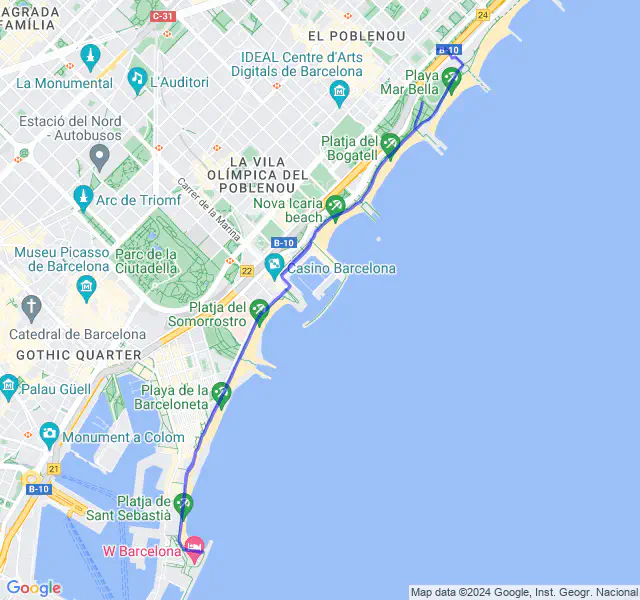 SAGRADA
FAMÍLIA
C-31
EL POBLENOU
24
B-10
La Monumental
L'Auditori
IDEAL Centre d'Arts
Digitals de Barcelona
Playa
Mar Bella
Estació del Nord -
Autobusos
Platja del
Bogatell
LA VILA
OLÍMPICA DEL
POBLENOU
Carrer de la Marina
Arc de Triomf
Nova Icaria
beach
B-10
Museu Picasso
de Barcelona
Parc de
la
Ciutadella
22
Casino Barcelona
Catedral de Barcelona
GOTHIC QUARTER
Platja del
Somorrostro
Palau Güell
Playa de la
Barceloneta
Monument a Colom
21
B-10
Platja de
Sant Sebastià
W Barcelona
Google
Map data ©2024 Google, Inst. Geogr. Nacional